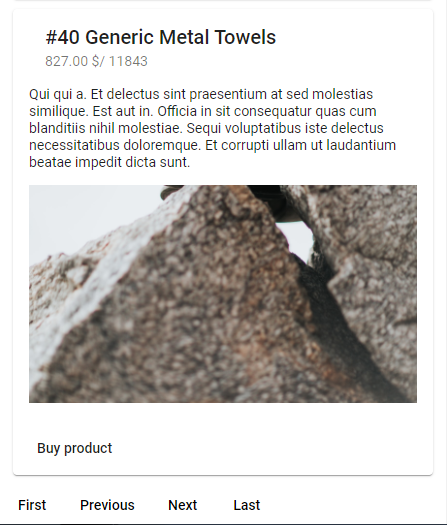 #40 Generic Metal Towels
827.00 $/ 11843
Qui qui a. Et delectus sint praesentium at sed molestias
similique. Est aut in. Officia in sit consequatur quas cum
blanditiis nihil molestiae. Sequi voluptatibus iste delectus
necessitatibus doloremque. Et corrupti ullam ut laudantium
beatae impedit dicta sunt.
Buy product
First Previous Next Last